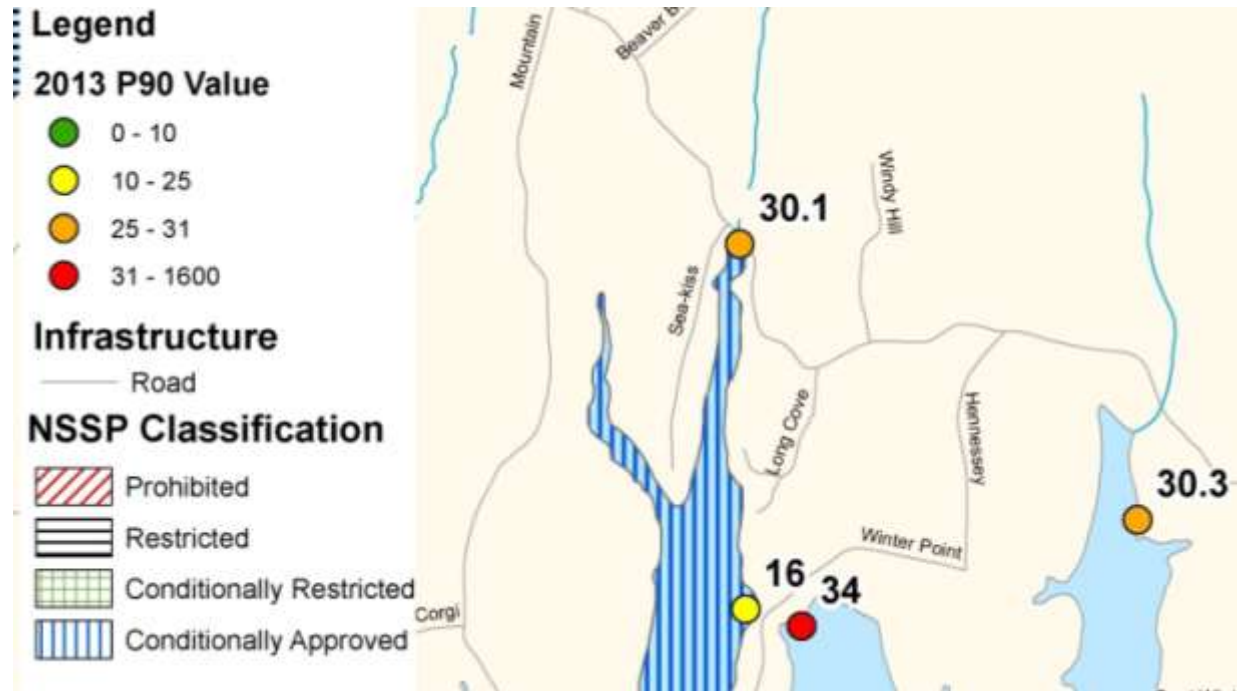 Legend
2013 P90 Value
0 - 10
10 - 25
25 - 31
31 - 1600
Infrastructure
Road
NSSP Classification
Prohibited
Restricted
Conditionally Restricted
Conditionally Approved
Mountain
Beaver
30.1
Windy Hill
Sea-kiss
Long Cove
Hennessey
30.3
Winter Point
16
34
Corgi